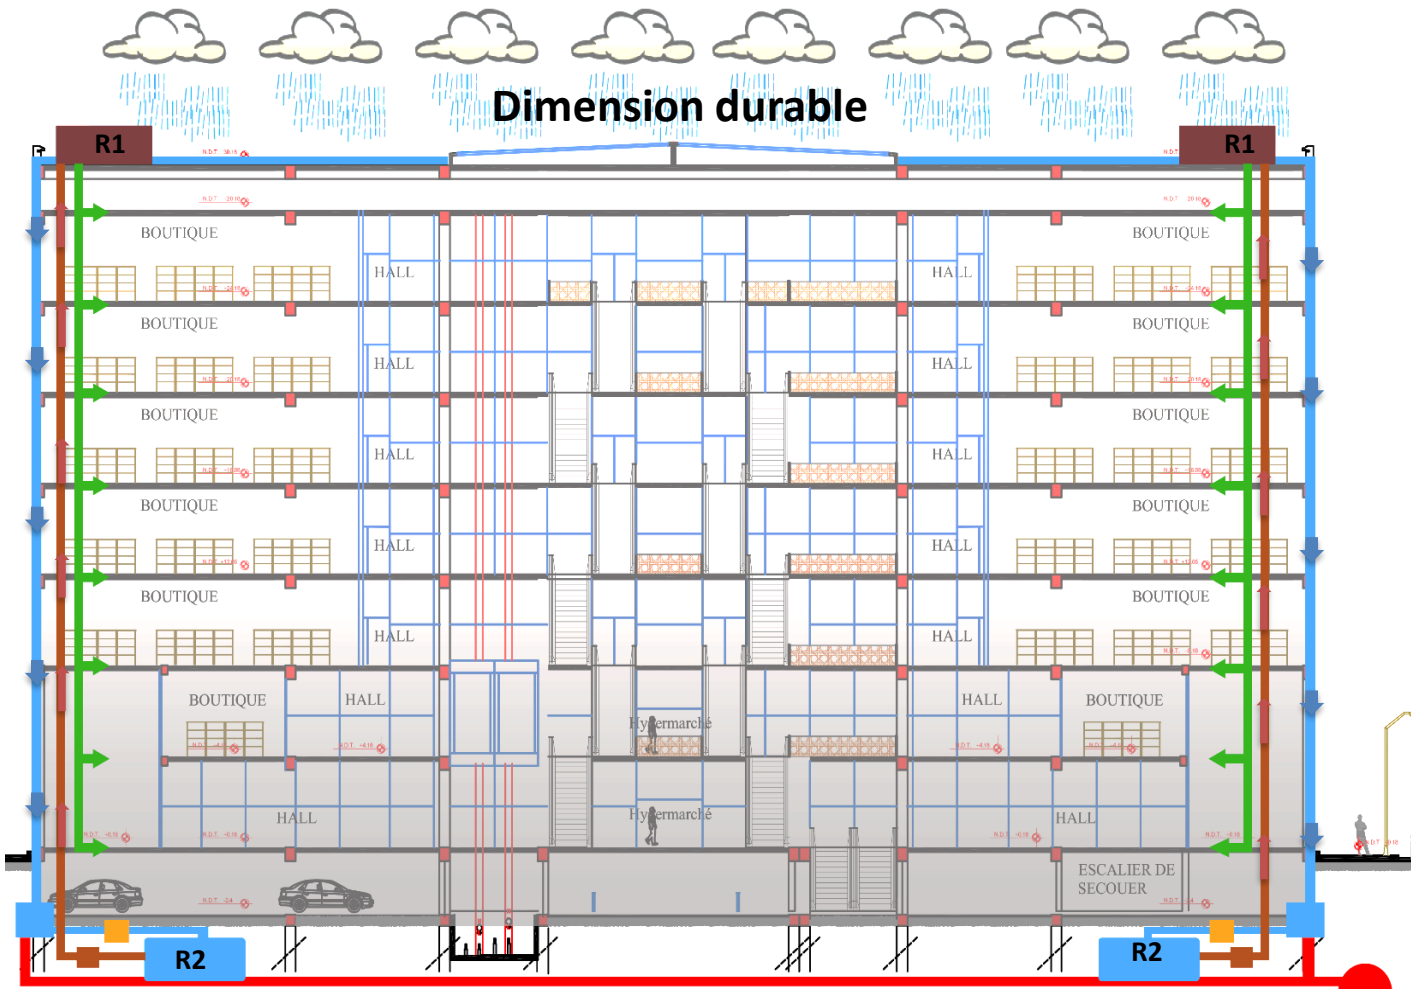 Dimension durable
R1 R1
N.D.T. N.D.T.
N.D.T. N.D.T.
BOUTIQUE BOUTIQUE
HALL HALL
N.D.T. N.D.T.
BOUTIQUE BOUTIQUE
HALL HALL
N.D.T. N.D.T.
BOUTIQUE BOUTIQUE
HALL HALL
N.D.T. N.D.T.
BOUTIQUE BOUTIQUE
HALL HALL
N.D.T. N.D.T.
BOUTIQUE BOUTIQUE
HALL HALL
N.D.T.
BOUTIQUE HALL HALL BOUTIQUE
Hypermarché
N.D.T. N.D.T. N.D.T. N.D.T.
HALL Hypermarché HALL
N.D.T. N.D.T. N.D.T. N.D.T. N.D.T.
ESCALIER DE
SECOUER
N.D.T. N.D.T.
R2 R2